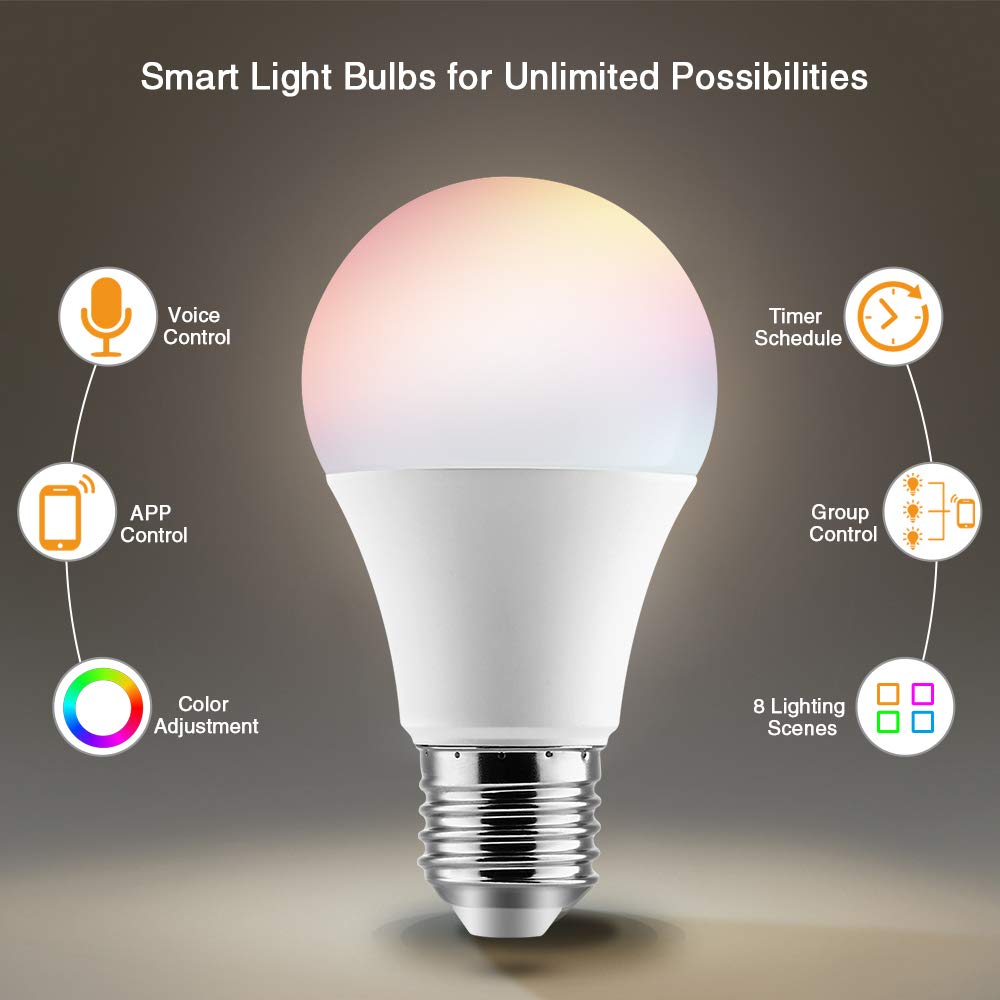 Smart Light Bulbs for Unlimited Possibilities
Voice
Control
Timer
Schedule
APP
Control
Group
Control
Color
Adjustment
8 Lighting
Scenes